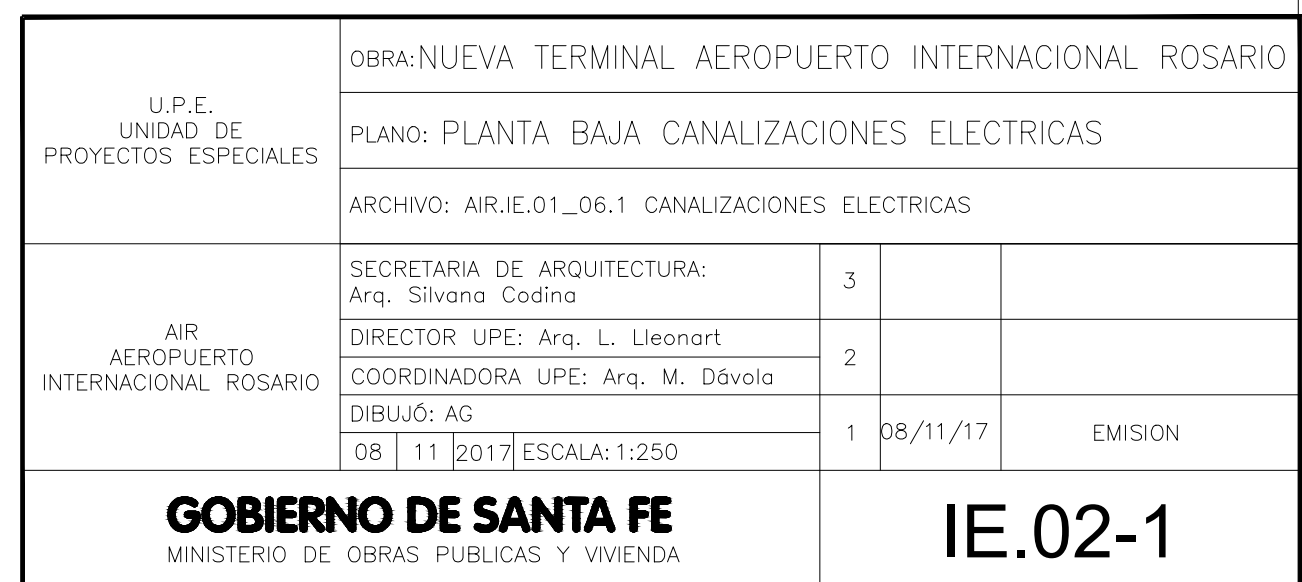 U.P.E.
UNIDAD DE
PROYECTOS ESPECIALES
OBRA: NUEVA TERMINAL AEROPUERTO INTERNACIONAL ROSARIO
PLANO: PLANTA BAJA CANALIZACIONES ELECTRICAS
ARCHIVO: AIR.IE.01_06.1 CANALIZACIONES ELECTRICAS
AIR
AEROPUERTO
INTERNACIONAL ROSARIO
SECRETARIA DE ARQUITECTURA:
Arq. Silvana Codina
DIRECTOR UPE: Arq. L. Lleonart
COORDINADORA UPE: Arq. M. Dávola
DIBUJÓ: AG
08 11 2017 ESCALA: 1:250
3
2
1 08/11/17 EMISION
GOBIERNO DE SANTA FE
MINISTERIO DE OBRAS PUBLICAS Y VIVIENDA
IE.02-1